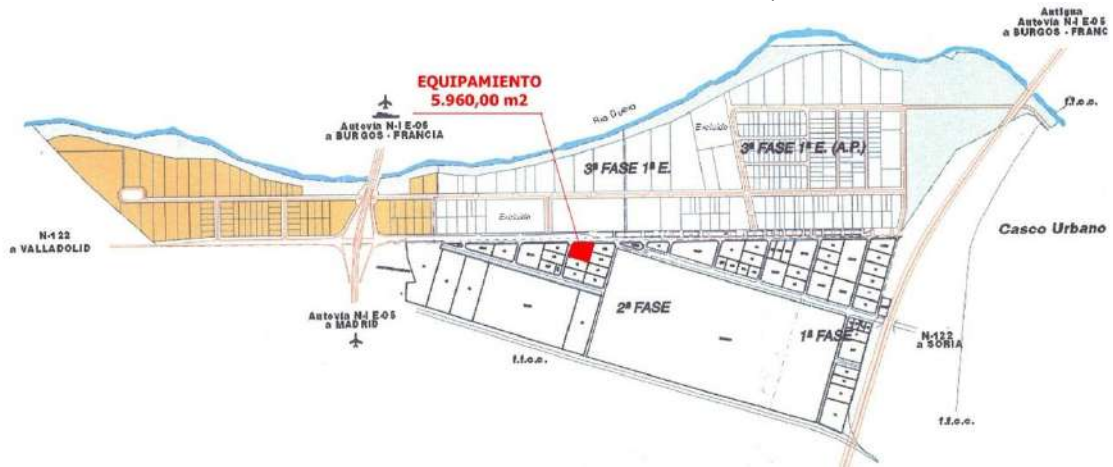 Antigua
Autovía N-I E-05
a BURGOS - FRANC
EQUIPAMIENTO
5.960,00 m2
f.f.c.c.
Autovía N-I E-05
a BURGOS - FRANCIA
Rio Duero
Excluido
3ª FASE 1ª E.
3ª FASE 1ª E. (A.P.)
Excluido
N-122
a VALLADOLID
Casco Urbano
Autovía N-I E-05
a MADRID
2ª FASE
1ª FASE
N-122
a SORIA
f.f.c.c.
f.f.c.c.